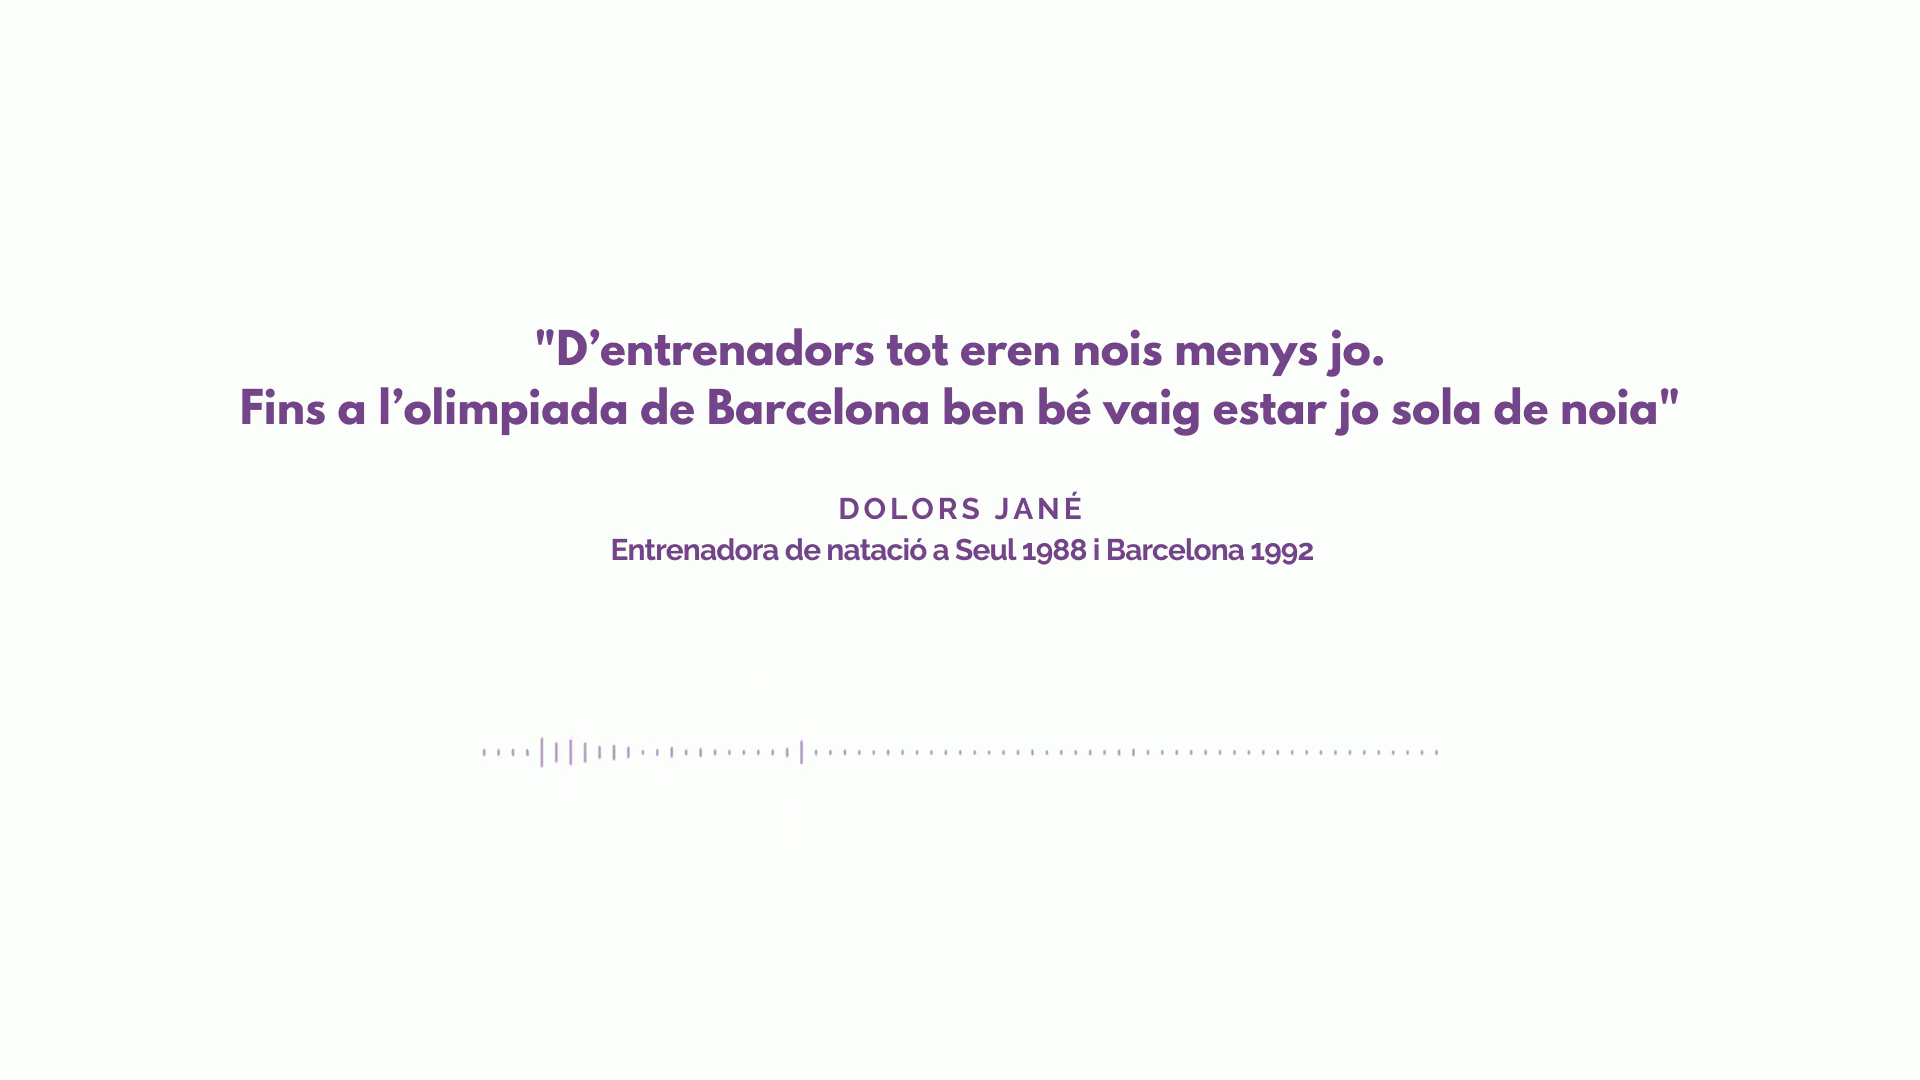 "D’entrenadors tot eren nois menys jo.
Fins a l’olimpiada de Barcelona ben bé vaig estar jo sola de noia"
DOLORS JANÉ
Entrenadora de natació a Seul 1988 i Barcelona 1992